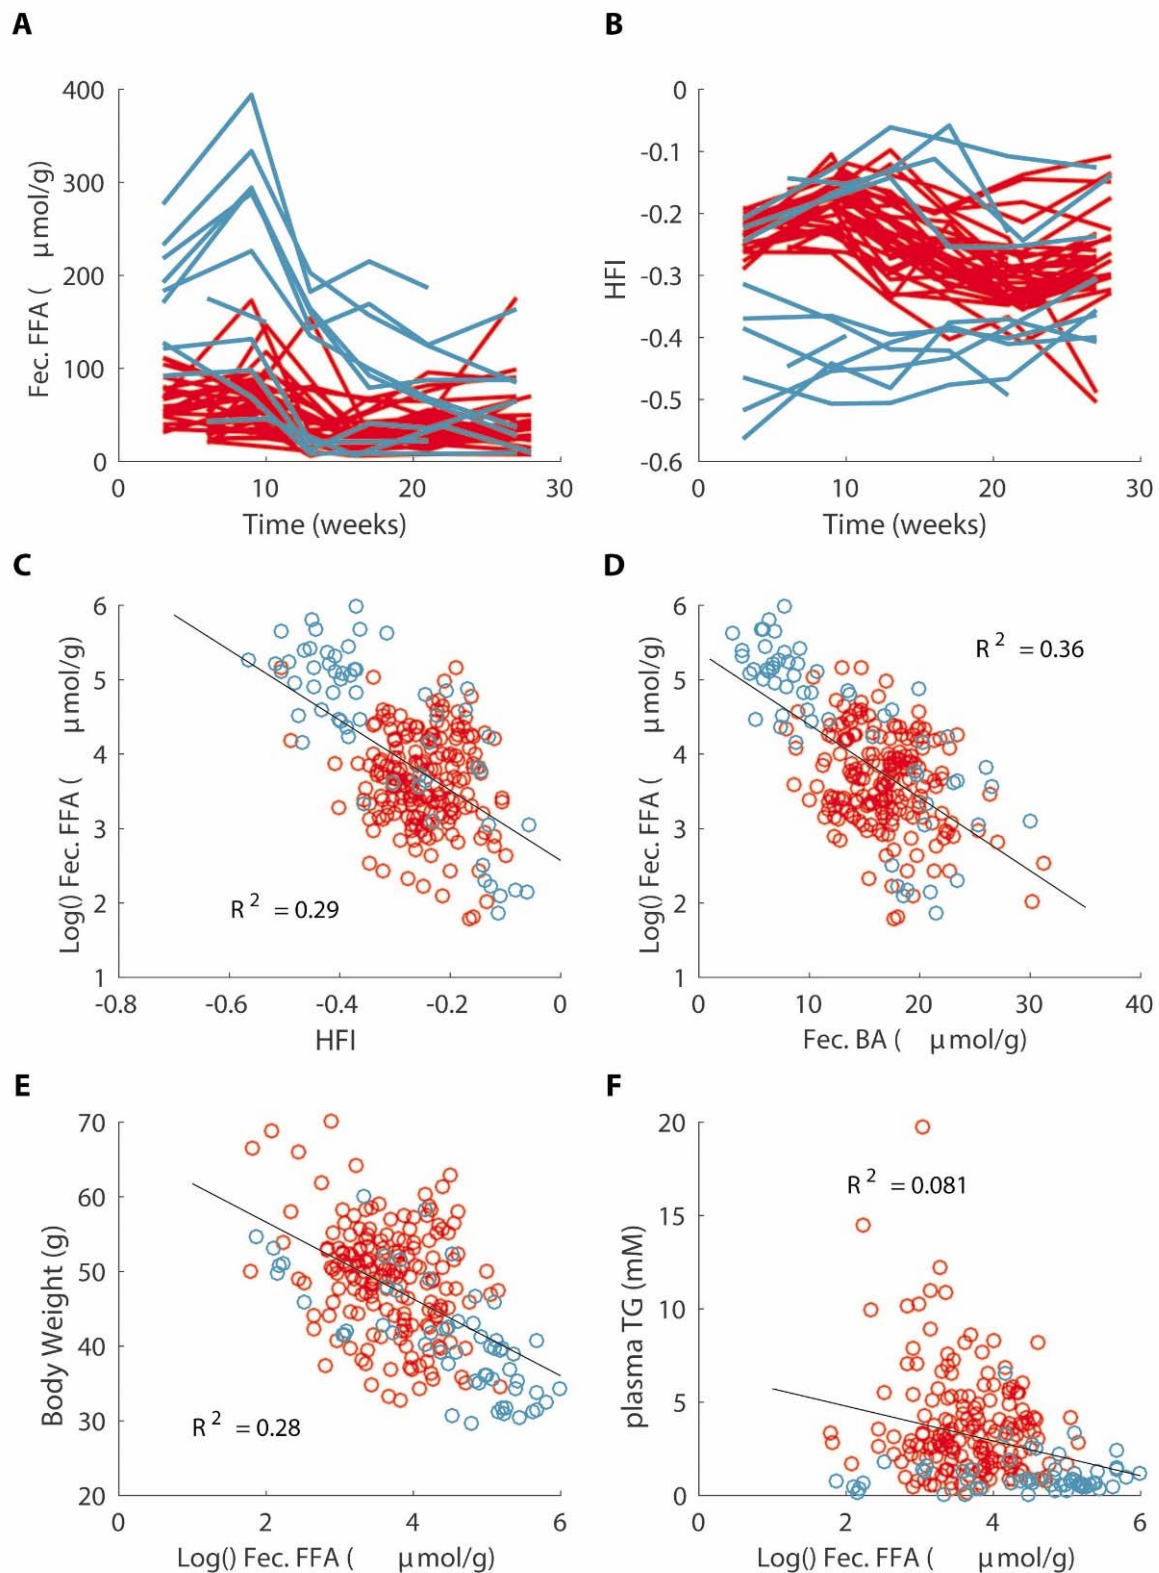 A
400
300
200
100
0
Fec. FFA ( μmol/g)
0 10 20 30
Time (weeks)
B
0
-0.1
-0.2
-0.3
-0.4
-0.5
-0.6
HFI
0 10 20 30
Time (weeks)
C
6
5
4
3
2
1
Log() Fec. FFA ( μmol/g)
R 2 = 0.29
-0.8 -0.6 -0.4 -0.2 0
HFI
D
6
5
4
3
2
1
Log() Fec. FFA ( μmol/g)
R 2 = 0.36
0 10 20 30 40
Fec. BA ( μmol/g)
E
70
60
50
40
30
20
Body Weight (g)
R 2 = 0.28
0 2 4 6
Log() Fec. FFA ( μmol/g)
F
20
15
10
5
0
plasma TG (mM)
R 2 = 0.081
0 2 4 6
Log() Fec. FFA ( μmol/g)